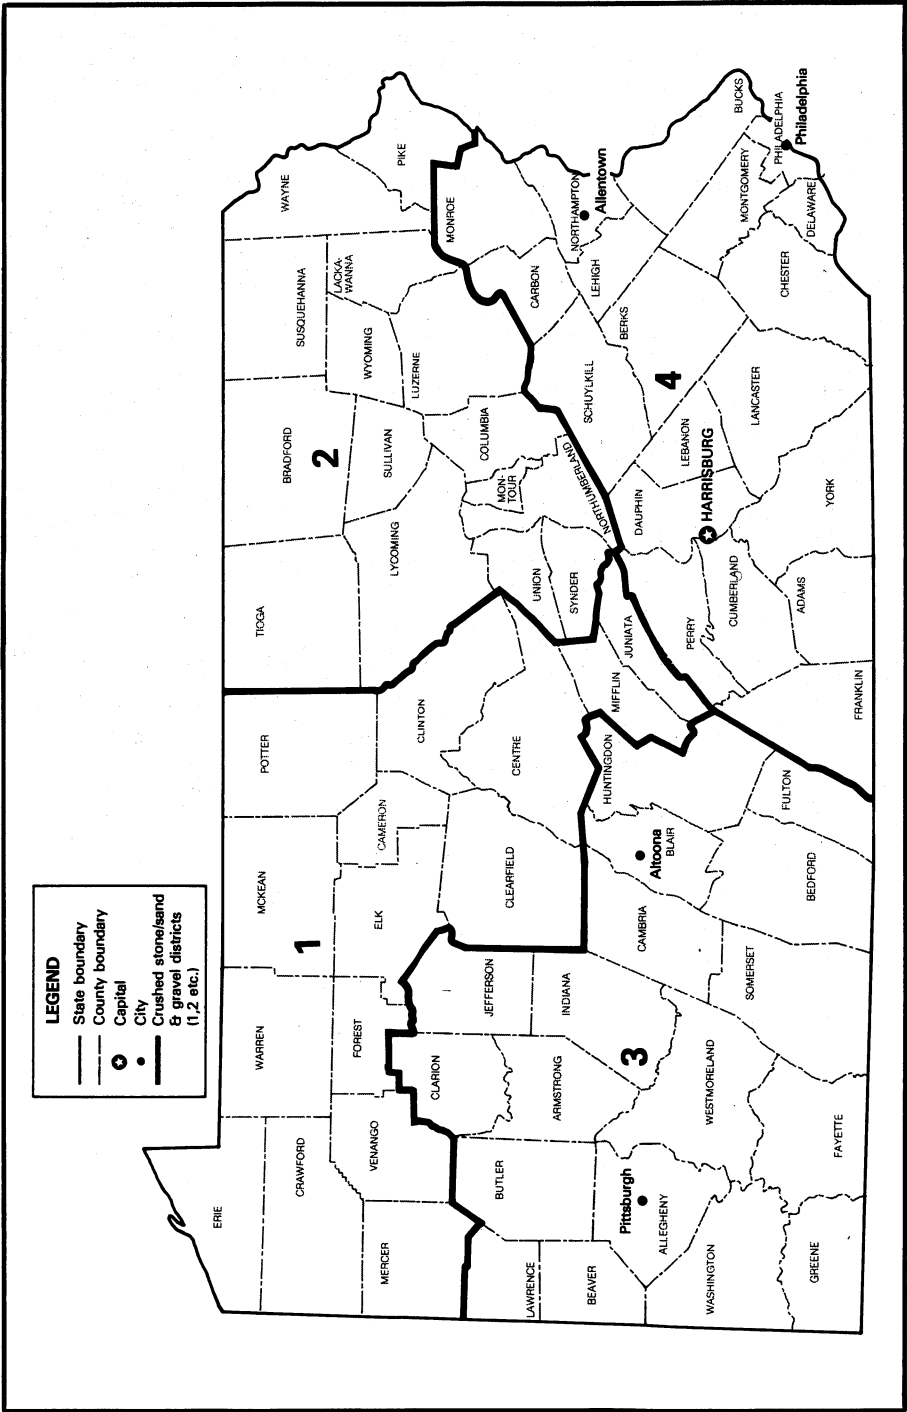 LEGEND
State boundary
County boundary
Capital
City
Crushed stone/sand
& gravel districts
(1,2 etc.)
ERIE
CRAWFORD
MERCER
VENANGO
WARREN
FOREST
MCKEAN
ELK
CAMERON
POTTER
CLINTON
CLEARFIELD
CENTRE
1
TIOGA
BRADFORD
SUSQUEHANNA
WAYNE
LACKA-
WANNA
WYOMING
SULLIVAN
LYCOMING
LUZERNE
PIKE
COLUMBIA
MON-
TOUR
NORTHUMBERLAND
UNION
SYNDER
2
MIFFLIN
JUNIATA
LAWRENCE
BUTLER
CLARION
JEFFERSON
ARMSTRONG
INDIANA
BEAVER
Pittsburgh
ALLEGHENY
WESTMORELAND
CAMBRIA
Altoona
BLAIR
HUNTINGDON
WASHINGTON
GREENE
FAYETTE
SOMERSET
BEDFORD
FULTON
3
MONROE
CARBON
NORTHAMPTON
Allentown
LEHIGH
SCHUYLKILL
BERKS
BUCKS
MONTGOMERY
PHILADELPHIA
Philadelphia
DELAWARE
CHESTER
LANCASTER
LEBANON
DAUPHIN
HARRISBURG
PERRY
CUMBERLAND
YORK
ADAMS
FRANKLIN
4